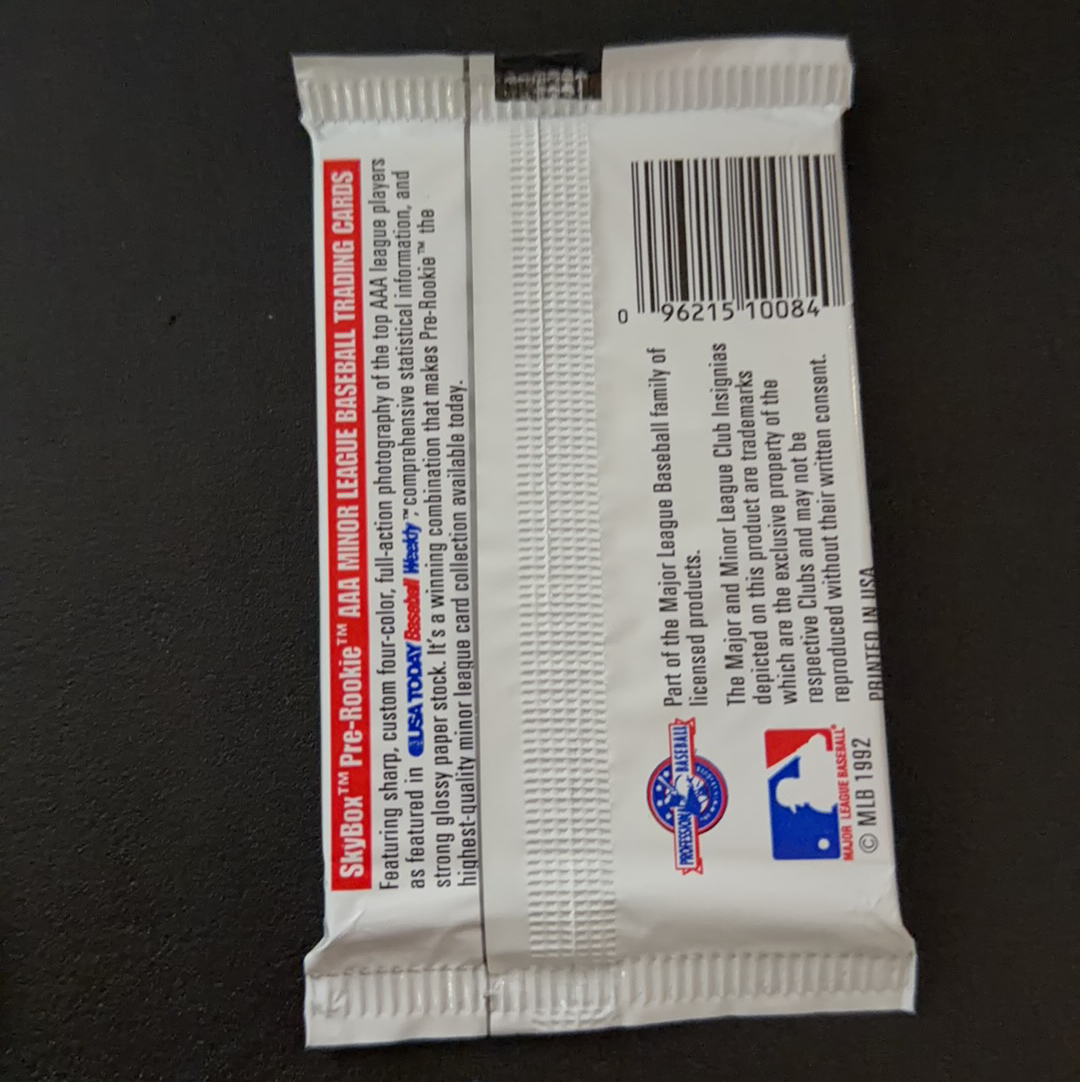 SkyBox™ Pre-Rookie™ AAA MINOR LEAGUE BASEBALL TRADING CARDS
Featuring sharp, custom four-color, full-action photography of the top AAA league players
as featured in USA TODAY Baseball Weekly™, comprehensive statistical information, and
strong glossy paper stock. It's a winning combination that makes Pre-Rookie™ the
highest-quality minor league card collection available today.
PROFESSIONAL BASEBALL
Part of the Major League Baseball family of
licensed products.
The Major and Minor League Club Insignias
depicted on this product are trademarks
which are the exclusive property of the
respective Clubs and may not be
reproduced without their written consent.
MAJOR LEAGUE BASEBALL®
© MLB 1992
PRINTED IN USA
0 96215 10084